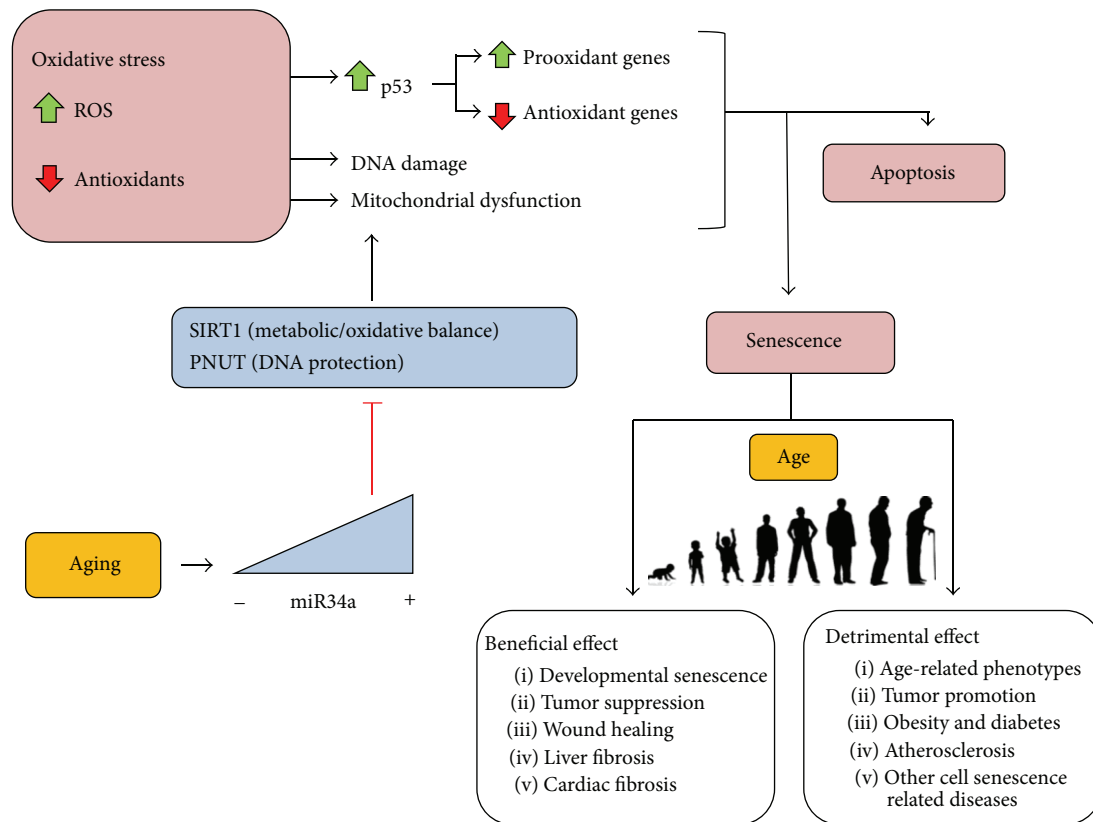 Oxidative stress
ROS
Antioxidants
p53
Prooxidant genes
Antioxidant genes
DNA damage
Mitochondrial dysfunction
Apoptosis
SIRT1 (metabolic/oxidative balance)
PNUT (DNA protection)
Senescence
Age
Aging
− miR34a +
Beneficial effect
(i) Developmental senescence
(ii) Tumor suppression
(iii) Wound healing
(iv) Liver fibrosis
(v) Cardiac fibrosis
Detrimental effect
(i) Age-related phenotypes
(ii) Tumor promotion
(iii) Obesity and diabetes
(iv) Atherosclerosis
(v) Other cell senescence
related diseases